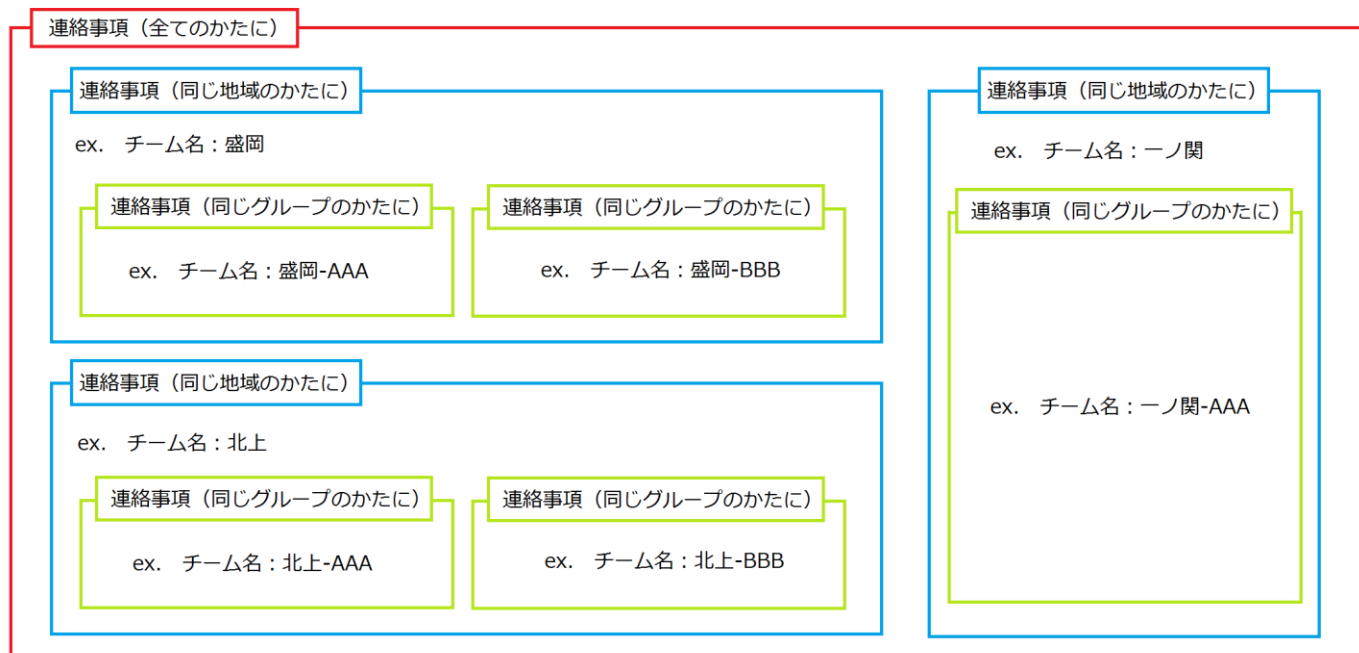 連絡事項（全てのかたに）
連絡事項（同じ地域のかたに）
ex.　チーム名：盛岡
連絡事項（同じグループのかたに）
ex.　チーム名：盛岡-AAA
連絡事項（同じグループのかたに）
ex.　チーム名：盛岡-BBB
連絡事項（同じ地域のかたに）
ex.　チーム名：北上
連絡事項（同じグループのかたに）
ex.　チーム名：北上-AAA
連絡事項（同じグループのかたに）
ex.　チーム名：北上-BBB
連絡事項（同じ地域のかたに）
ex.　チーム名：一ノ関
連絡事項（同じグループのかたに）
ex.　チーム名：一ノ関-AAA